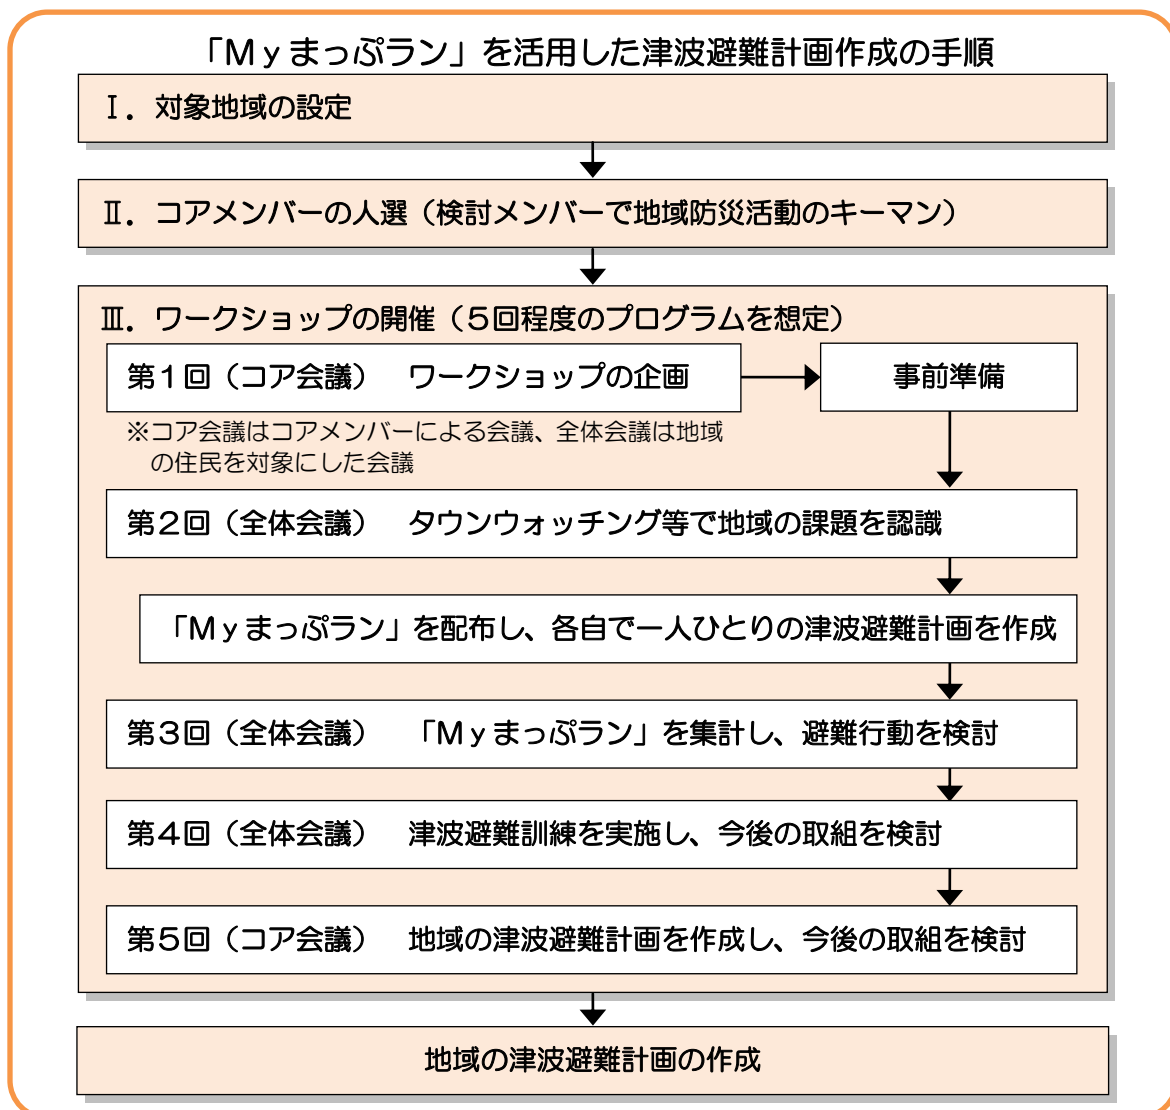 「Ｍｙまっぷラン」を活用した津波避難計画作成の手順
Ⅰ．対象地域の設定
Ⅱ．コアメンバーの人選（検討メンバーで地域防災活動のキーマン）
Ⅲ．ワークショップの開催（５回程度のプログラムを想定）
第１回（コア会議）　ワークショップの企画
事前準備
※コア会議はコアメンバーによる会議、全体会議は地域
の住民を対象にした会議
第２回（全体会議）　タウンウォッチング等で地域の課題を認識
「Ｍｙまっぷラン」を配布し、各自で一人ひとりの津波避難計画を作成
第３回（全体会議）　「Ｍｙまっぷラン」を集計し、避難行動を検討
第４回（全体会議）　津波避難訓練を実施し、今後の取組を検討
第５回（コア会議）　地域の津波避難計画を作成し、今後の取組を検討
地域の津波避難計画の作成